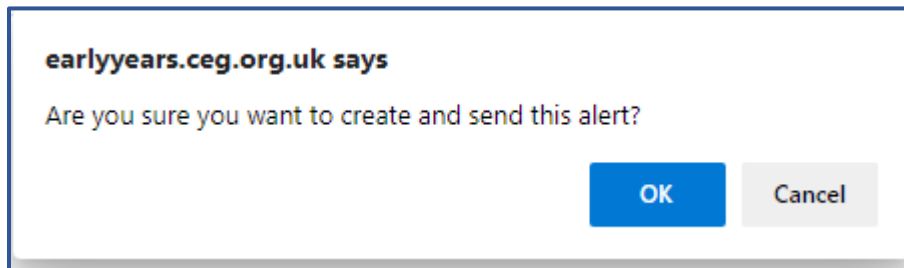 earlyyears.ceg.org.uk says
Are you sure you want to create and send this alert?
OK Cancel